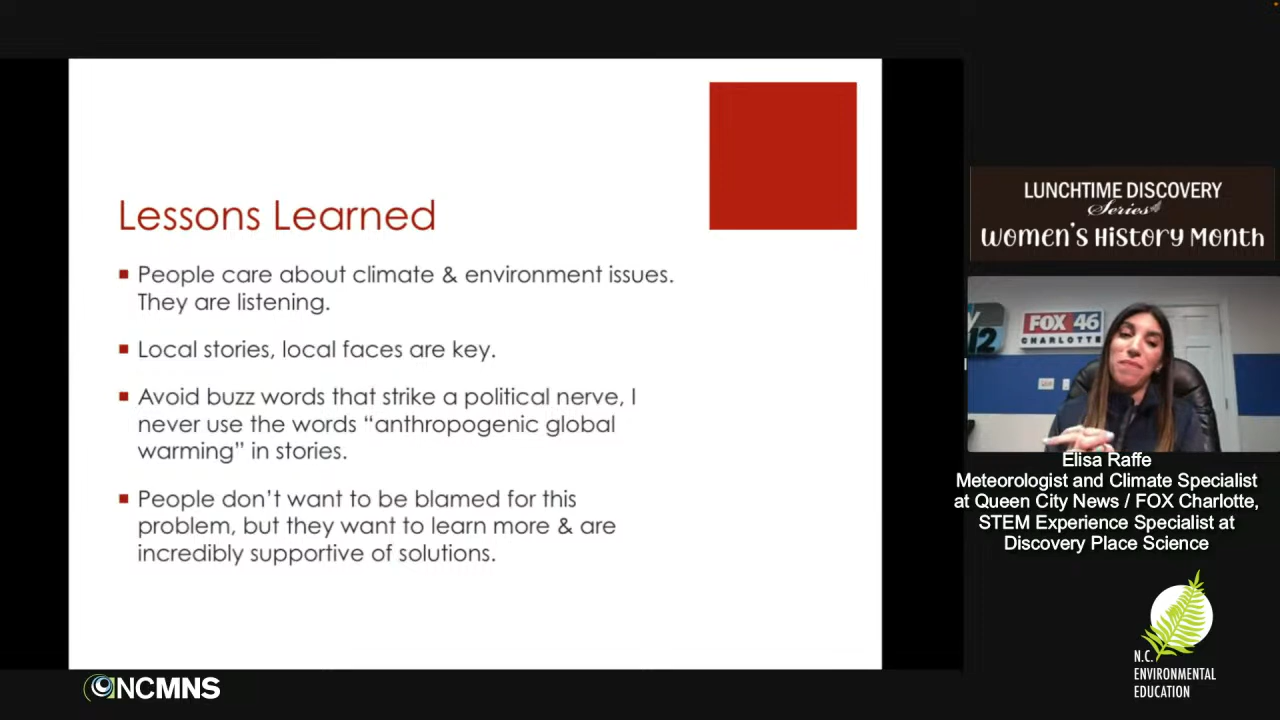 Lessons Learned
People care about climate & environment issues.
They are listening.
Local stories, local faces are key.
Avoid buzz words that strike a political nerve, I
never use the words “anthropogenic global
warming” in stories.
People don’t want to be blamed for this
problem, but they want to learn more & are
incredibly supportive of solutions.
LUNCHTIME DISCOVERY
Series
Women's History Month
12
FOX 46
CHARLOTTE
Elisa Raffe
Meteorologist and Climate Specialist
at Queen City News / FOX Charlotte,
STEM Experience Specialist at
Discovery Place Science
NCMNS
N.C.
ENVIRONMENTAL
EDUCATION